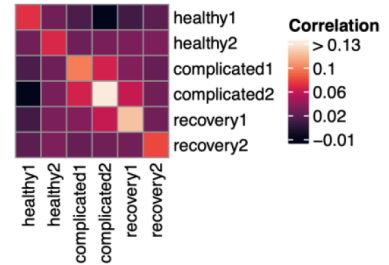 healthy1
healthy2
complicated1
complicated2
recovery1
recovery2
Correlation
> 0.13
0.1
0.06
0.02
−0.01
healthy1
healthy2
complicated1
complicated2
recovery1
recovery2